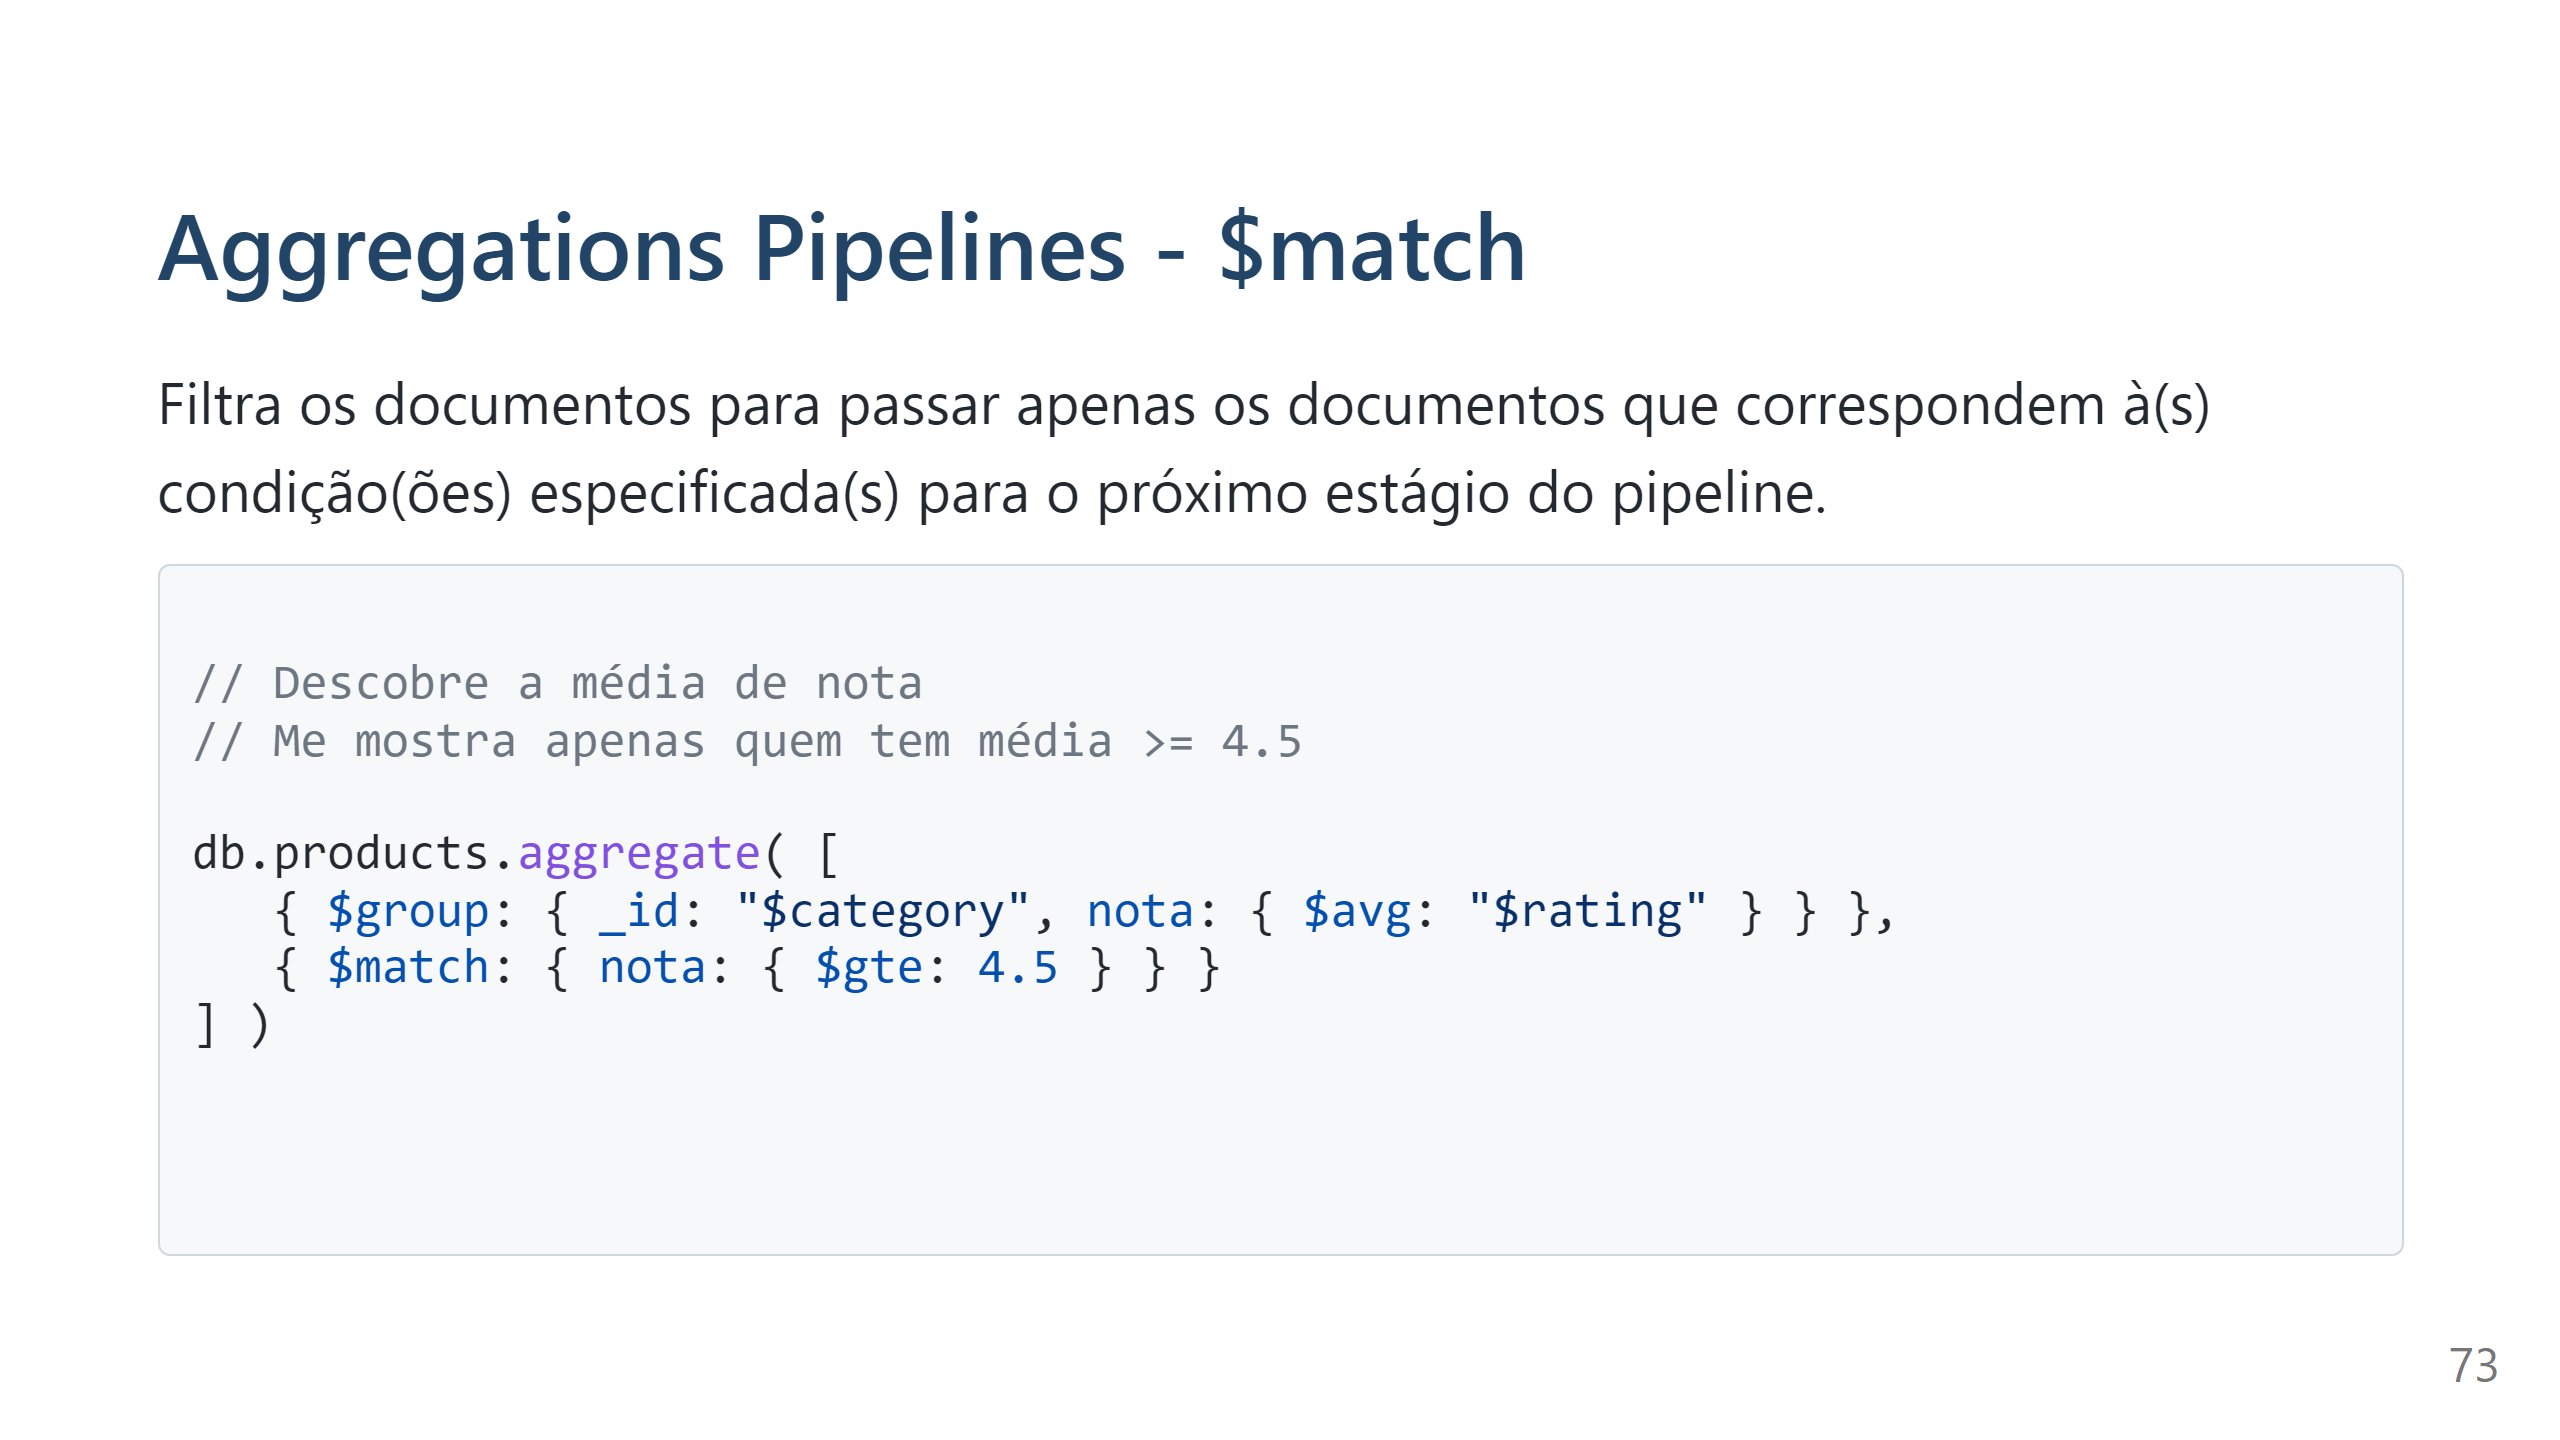 Aggregations Pipelines - $match
Filtra os documentos para passar apenas os documentos que correspondem à(s)
condição(ões) especificada(s) para o próximo estágio do pipeline.
// Descobre a média de nota
// Me mostra apenas quem tem média >= 4.5
db.products.aggregate( [
   { $group: { _id: "$category", nota: { $avg: "$rating" } } },
   { $match: { nota: { $gte: 4.5 } } }
] )
73